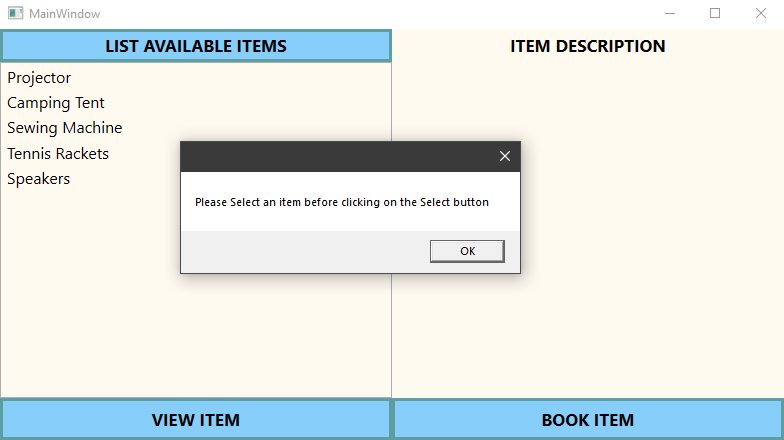 MainWindow
LIST AVAILABLE ITEMS
ITEM DESCRIPTION
Projector
Camping Tent
Sewing Machine
Tennis Rackets
Speakers
Please Select an item before clicking on the Select button
OK
VIEW ITEM
BOOK ITEM